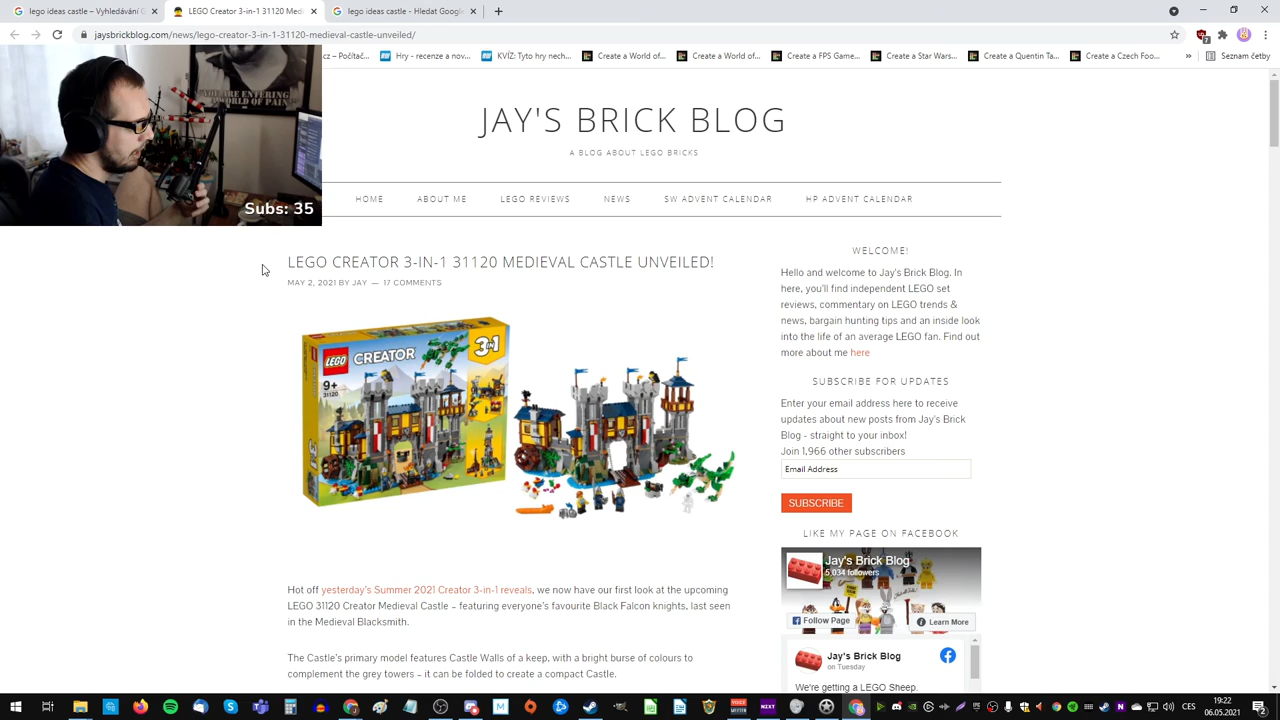 lego ideas castle – Vyhledávání G
LEGO Creator 3-in-1 31120 Medi
lego ideas castle - Hledat Googl
jaysbrickblog.com/news/lego-creator-3-in-1-31120-medieval-castle-unveiled/
7
cz – Počítač...
Hry - recenze a nov...
KVÍZ: Tyto hry nech...
Create a World of...
Create a World of...
Create a FPS Game...
Create a Star Wars...
Create a Quentin Ta...
Create a Czech Foo...
»
Seznam četby
YOU ARE ENTERING
WORLD OF PAIN"
Subs: 35
JAY'S BRICK BLOG
A BLOG ABOUT LEGO BRICKS
HOME
ABOUT ME
LEGO REVIEWS
NEWS
SW ADVENT CALENDAR
HP ADVENT CALENDAR
LEGO CREATOR 3-IN-1 31120 MEDIEVAL CASTLE UNVEILED!
MAY 2, 2021 BY JAY — 17 COMMENTS
LEGO
CREATOR
3in1
9+
31120
Hot off yesterday's Summer 2021 Creator 3-in-1 reveals, we now have our first look at the upcoming
LEGO 31120 Creator Medieval Castle – featuring everyone's favourite Black Falcon knights, last seen
in the Medieval Blacksmith.
The Castle's primary model features Castle Walls of a keep, with a bright burse of colours to
complement the grey towers – it can be folded to create a compact Castle.
WELCOME!
Hello and welcome to Jay's Brick Blog. In
here, you'll find independent LEGO set
reviews, commentary on LEGO trends &
news, bargain hunting tips and an inside look
into the life of an average LEGO fan. Find out
more about me here
SUBSCRIBE FOR UPDATES
Enter your email address here to receive
updates about new posts from Jay's Brick
Blog - straight to your inbox!
Join 1,966 other subscribers
Email Address
SUBSCRIBE
LIKE MY PAGE ON FACEBOOK
Jay's Brick Blog
5,034 followers
Follow Page
Learn More
Jay's Brick Blog
on Tuesday
We're getting a LEGO Sheep.
CES
19:22
06.05.2021
2